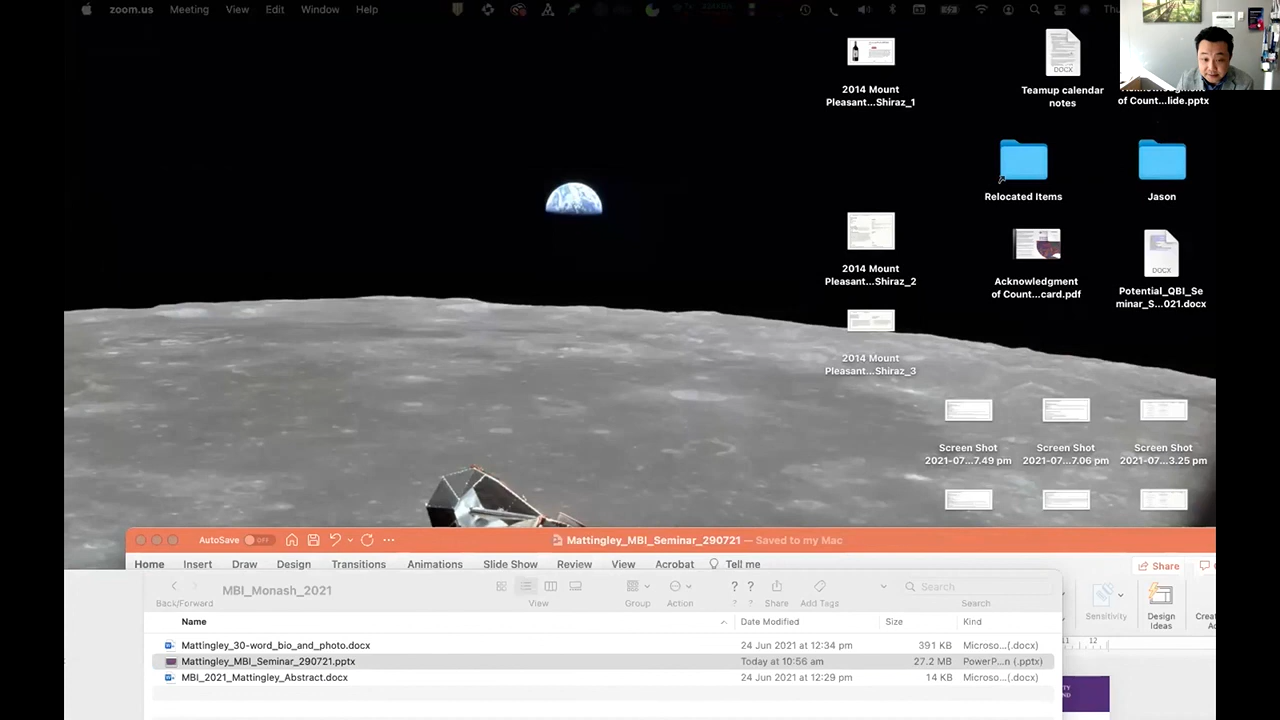 zoom.us Meeting View Edit Window Help
Thu
2014 Mount
Pleasant...Shiraz_1
Teamup calendar
notes
of Count...lide.pptx
DOCX
Relocated Items
Jason
2014 Mount
Pleasant...Shiraz_2
Acknowledgment
of Count...card.pdf
DOCX
Potential_QBI_Se
minar_S...021.docx
2014 Mount
Pleasant...Shiraz_3
Screen Shot
2021-07...7.49 pm
Screen Shot
2021-07...7.06 pm
Screen Shot
2021-07...3.25 pm
AutoSave OFF
Mattingley_MBI_Seminar_290721 — Saved to my Mac
Home Insert Draw Design Transitions Animations Slide Show Review View Acrobat Tell me
Share
MBI_Monash_2021
Search
Back/Forward View Group Action ? ? Share Add Tags Search
Sensitivity
Design
Ideas
Name Date Modified Size Kind
11 12
Mattingley_30-word_bio_and_photo.docx 24 Jun 2021 at 12:34 pm 391 KB Microso...(.docx)
Mattingley_MBI_Seminar_290721.pptx Today at 10:56 am 27.2 MB PowerP...n (.pptx)
MBI_2021_Mattingley_Abstract.docx 24 Jun 2021 at 12:29 pm 14 KB Microso...(.docx)